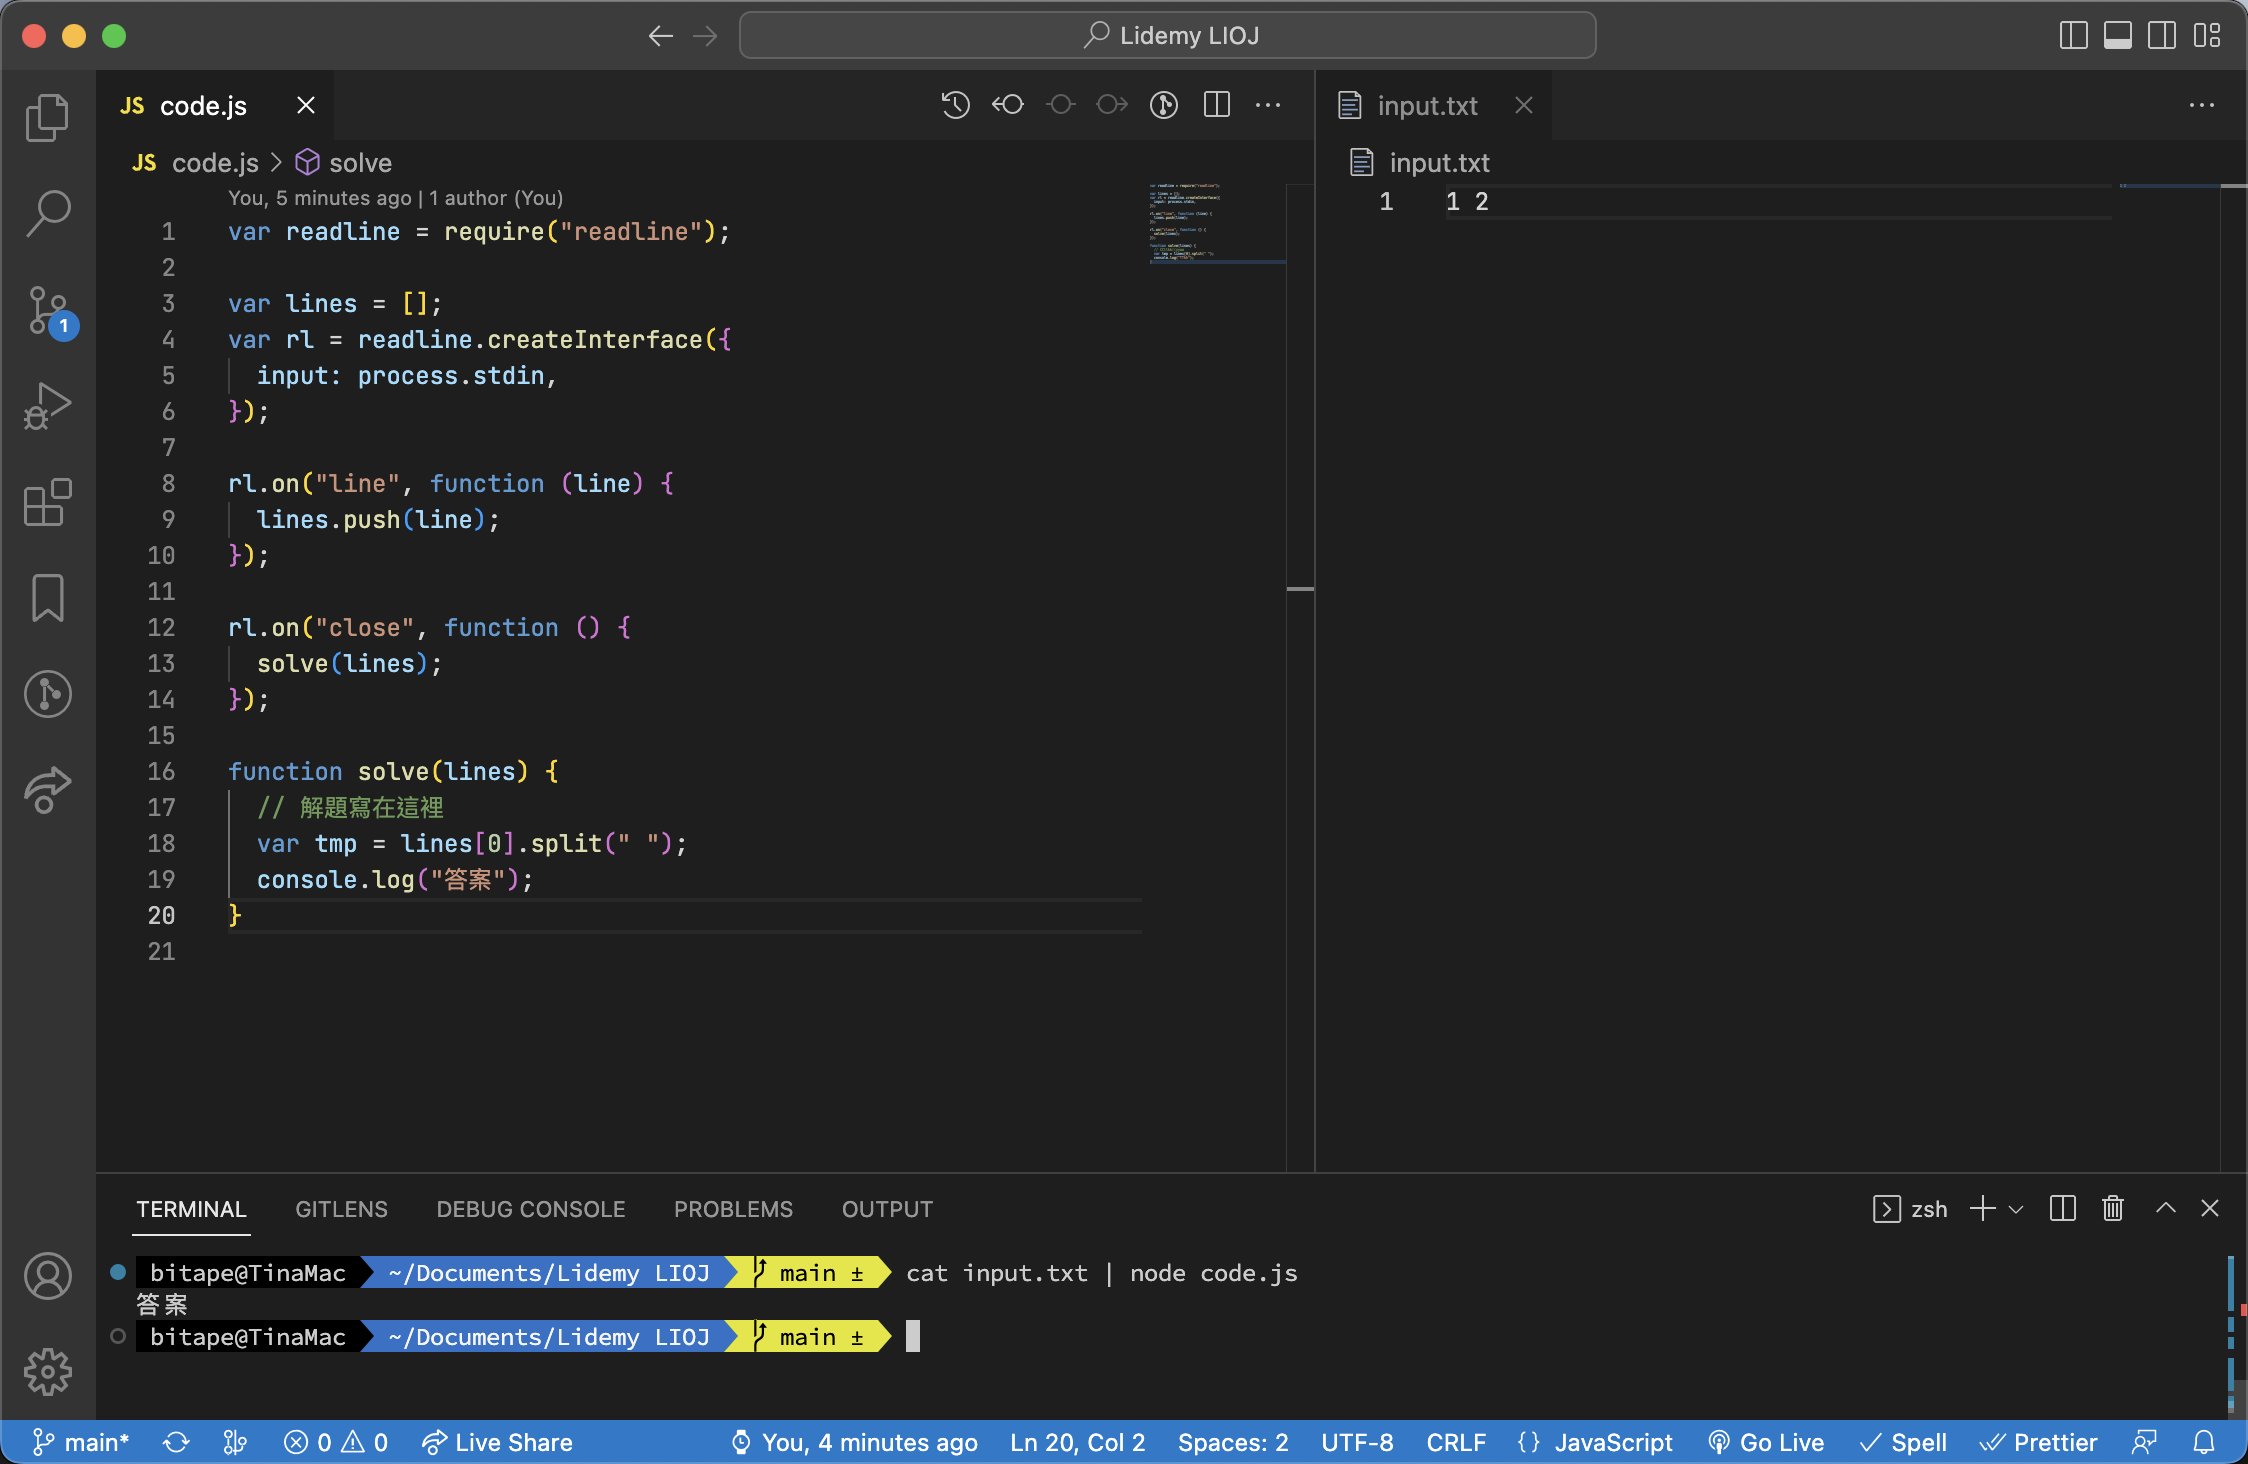 Lidemy LIOJ
JS code.js
JS code.js > solve
You, 5 minutes ago | 1 author (You)
1 var readline = require("readline");
2
3 var lines = [];
4 var rl = readline.createInterface({
5 input: process.stdin,
6 });
7
8 rl.on("line", function (line) {
9 lines.push(line);
10 });
11
12 rl.on("close", function () {
13 solve(lines);
14 });
15
16 function solve(lines) {
17 // 解題寫在這裡
18 var tmp = lines[0].split(" ");
19 console.log("答案");
20 }
21
input.txt
input.txt
1 1 2
TERMINAL GITLENS DEBUG CONSOLE PROBLEMS OUTPUT zsh
bitape@TinaMac ~/Documents/Lidemy LIOJ main ± cat input.txt | node code.js
答案
bitape@TinaMac ~/Documents/Lidemy LIOJ main ±
1
main* 0 0 Live Share You, 4 minutes ago Ln 20, Col 2 Spaces: 2 UTF-8 CRLF {} JavaScript Go Live Spell Prettier